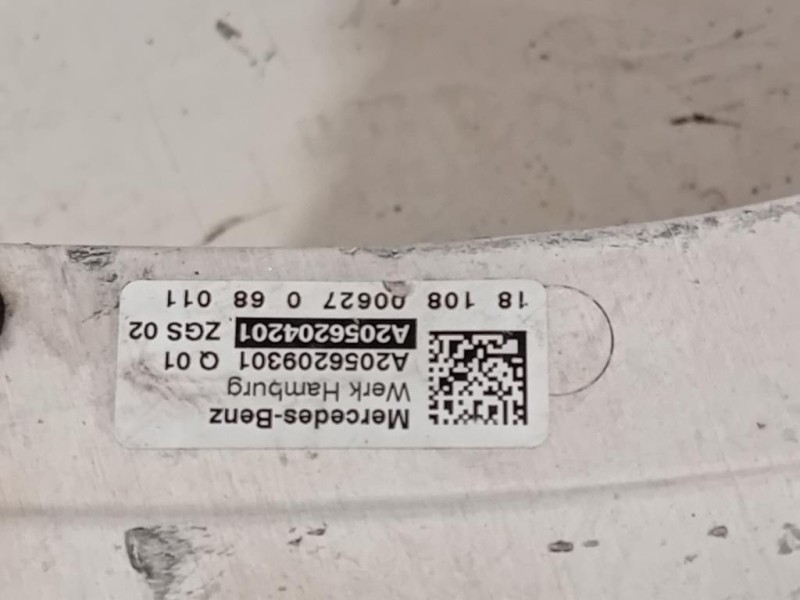 Mercedes-Benz
Werk Hamburg
A2056209301 Q 01
A2056204201 ZGS 02
18 108 00627 0 68 011